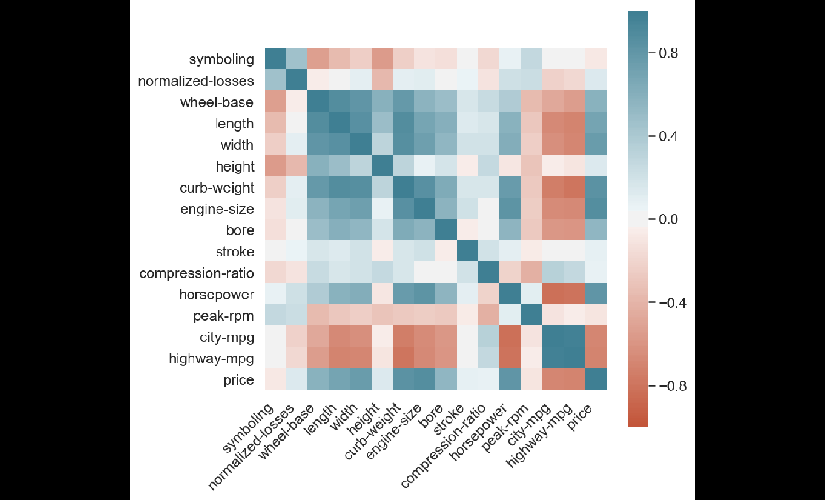 symboling
normalized-losses
wheel-base
length
width
height
curb-weight
engine-size
bore
stroke
compression-ratio
horsepower
peak-rpm
city-mpg
highway-mpg
price
symboling
normalized-losses
wheel-base
length
width
height
curb-weight
engine-size
bore
stroke
compression-ratio
horsepower
peak-rpm
city-mpg
highway-mpg
price
0.8
0.4
0.0
−0.4
−0.8